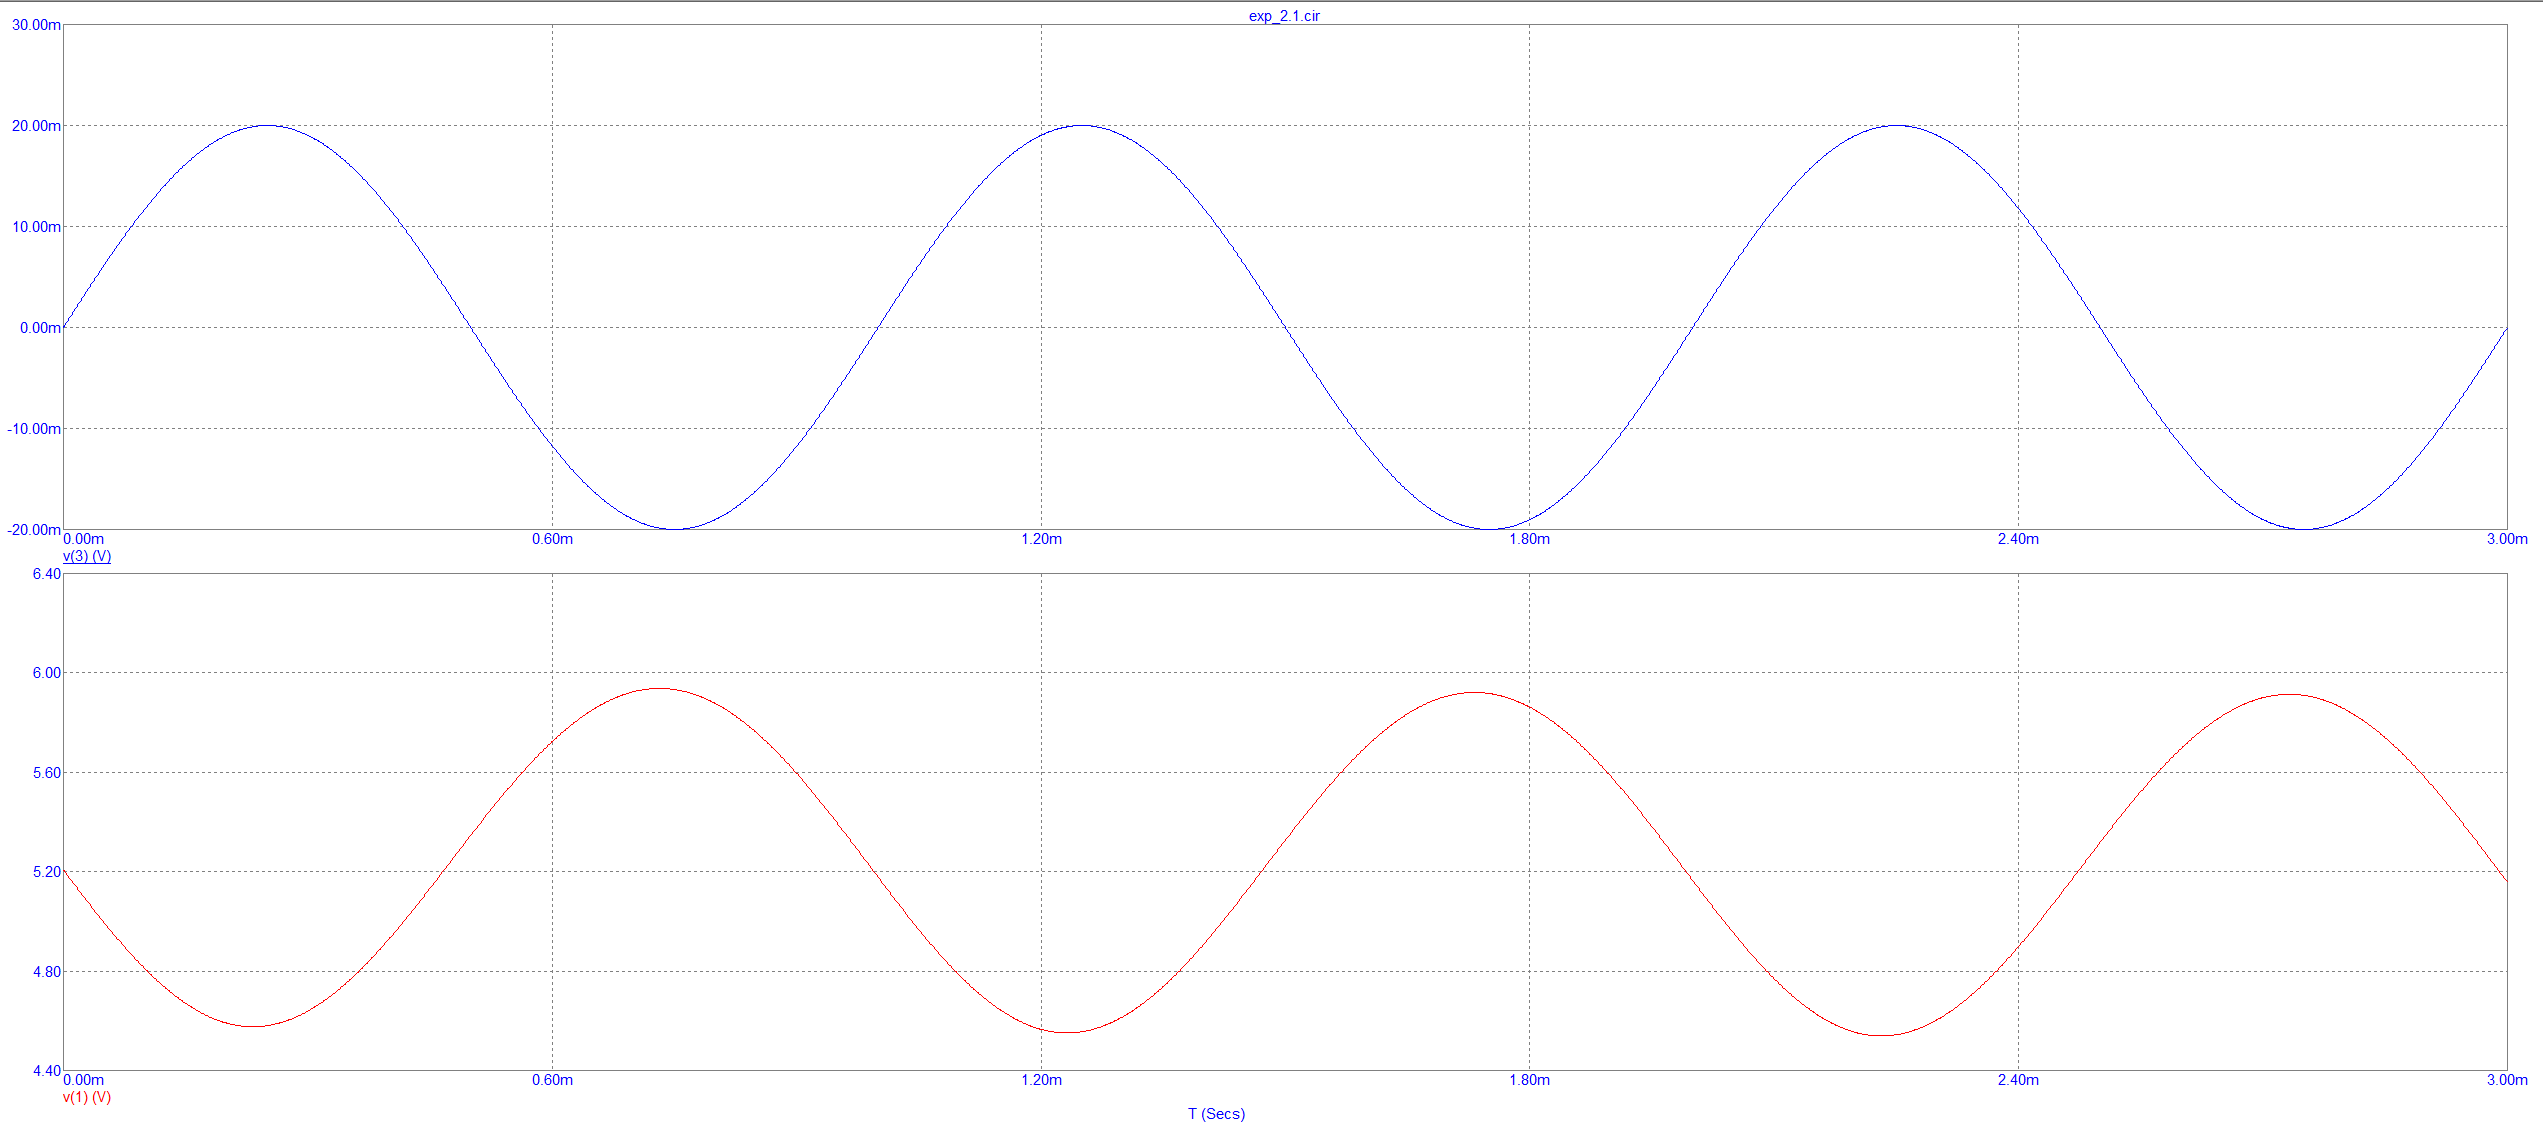 exp_2.1.cir
30.00m
20.00m
10.00m
0.00m
-10.00m
-20.00m
0.00m 0.60m 1.20m 1.80m 2.40m 3.00m
v(3) (V)
6.40
6.00
5.60
5.20
4.80
4.40
0.00m 0.60m 1.20m 1.80m 2.40m 3.00m
v(1) (V)
T (Secs)